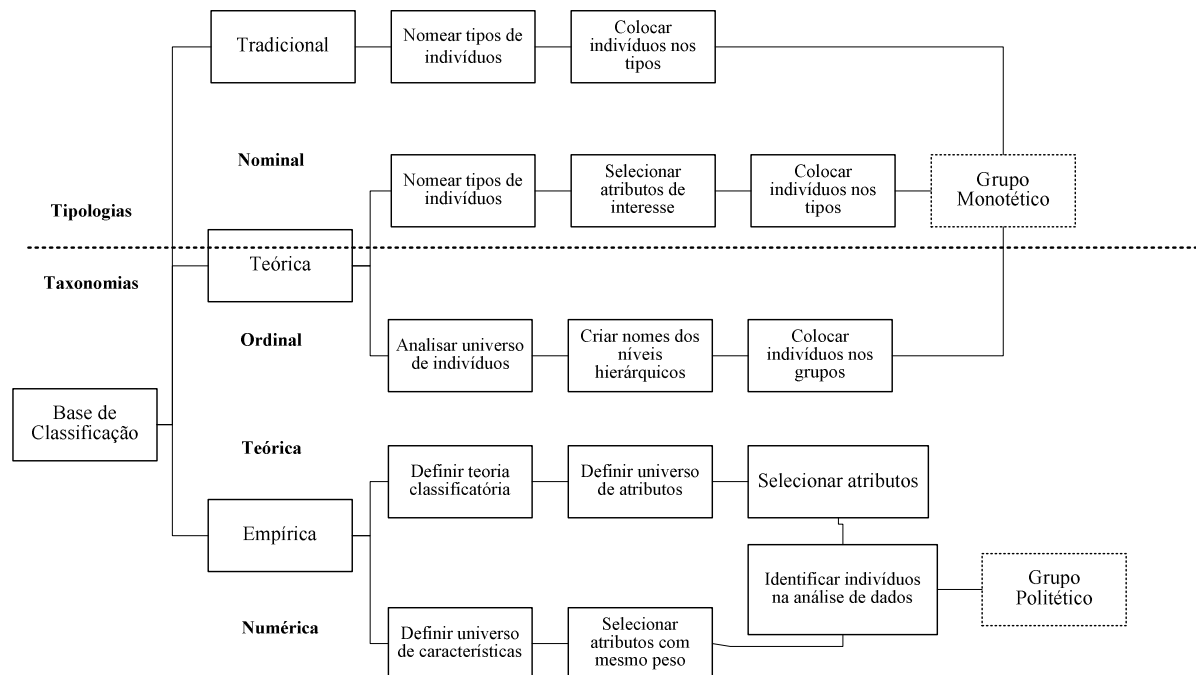 Tradicional
Nomear tipos de
indivíduos
Colocar
indivíduos nos
tipos
Nominal
Nomear tipos de
indivíduos
Selecionar
atributos de
interesse
Colocar
indivíduos nos
tipos
Grupo
Monotético
Tipologias
Teórica
Taxonomias
Ordinal
Analisar universo
de indivíduos
Criar nomes dos
níveis
hierárquicos
Colocar
indivíduos nos
grupos
Base de
Classificação
Teórica
Definir teoria
classificatória
Definir universo
de atributos
Selecionar atributos
Empírica
Identificar indivíduos
na análise de dados
Grupo
Politético
Numérica
Definir universo
de características
Selecionar
atributos com
mesmo peso